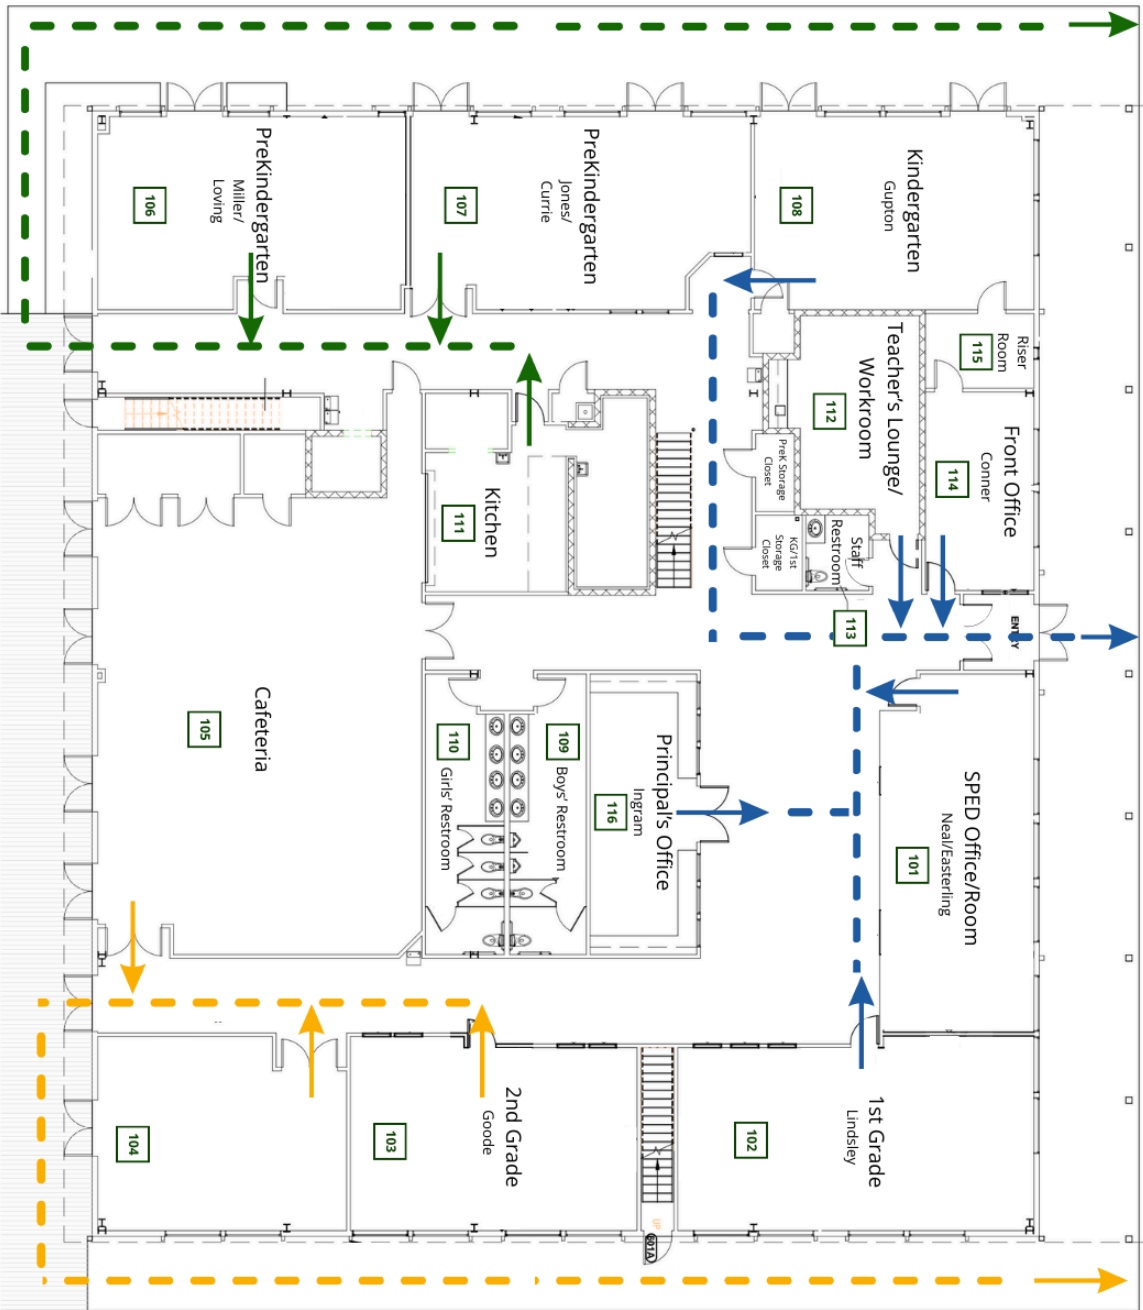 PreKindergarten
Miller/
Loving
106
PreKindergarten
Jones/
Currie
107
Kindergarten
Gupton
108
Riser
Room
115
Teacher's Lounge/
Workroom
112
Front Office
Conner
114
PreK Storage
Closet
KG/1st
Storage
Closet
Staff
Restroom
113
ENTRY
Kitchen
111
Cafeteria
105
110
Girls' Restroom
109
Boys' Restroom
Principal's Office
Ingram
116
SPED Office/Room
Neal/Easterling
101
104
2nd Grade
Goode
103
1st Grade
Lindsley
102
UP
601A